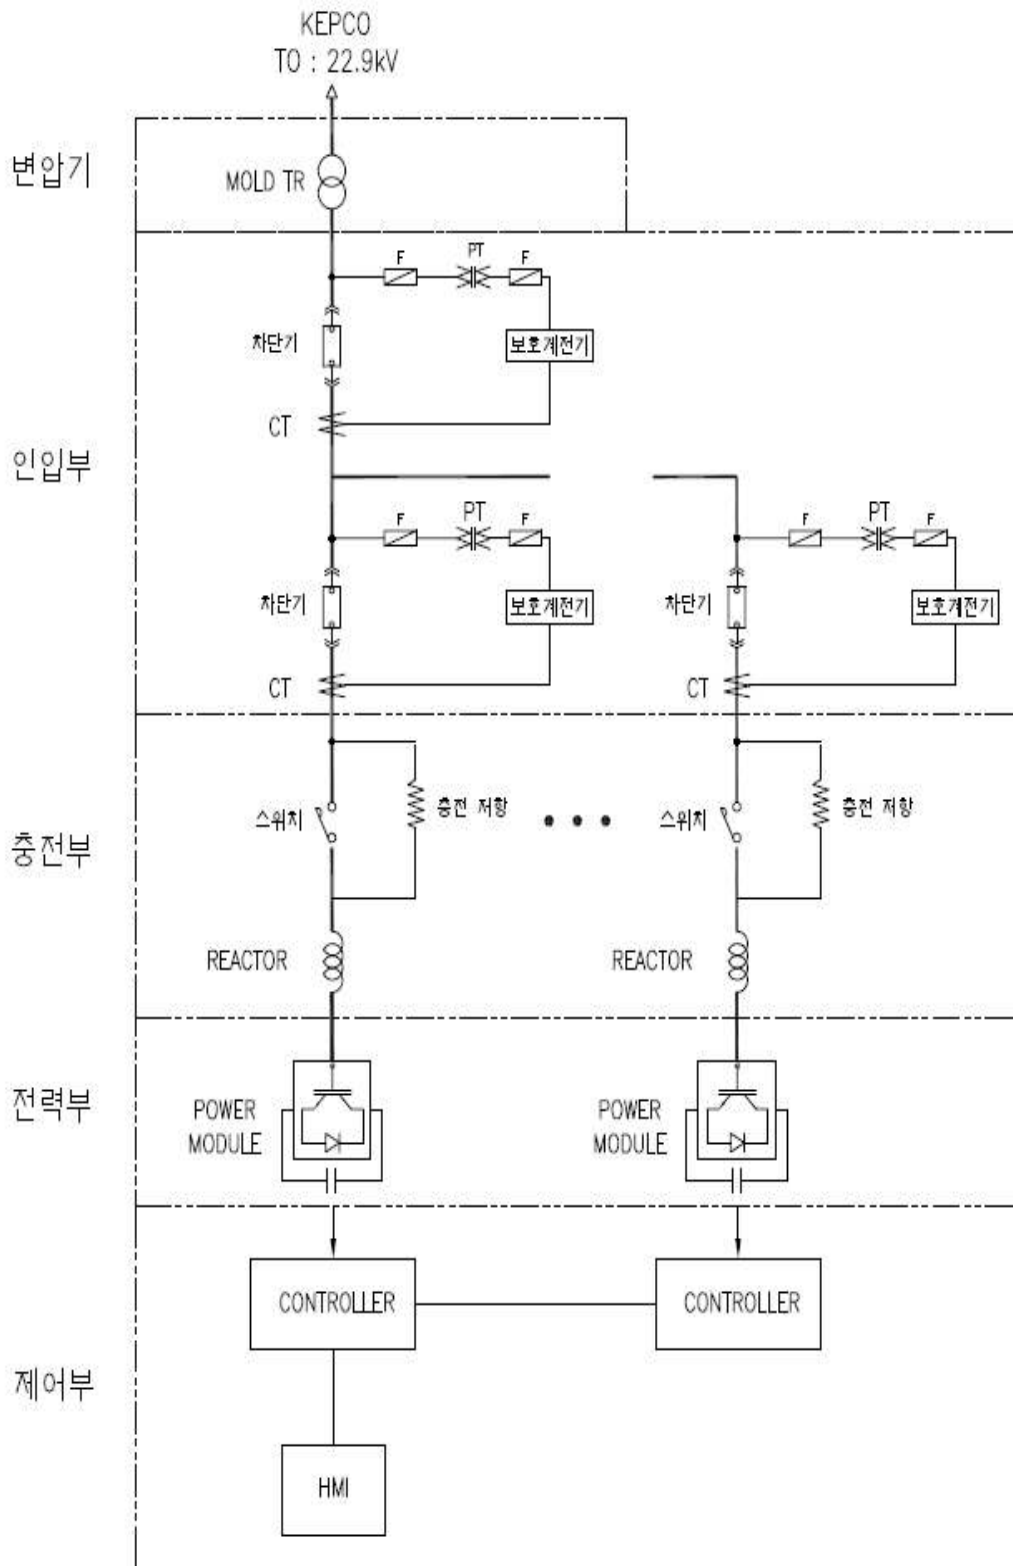 KEPCO
TO : 22.9kV
변압기
MOLD TR
F
PT
F
차단기
보호계전기
CT
인입부
F
PT
F
F
PT
F
차단기
보호계전기
차단기
보호계전기
CT
CT
스위치
충전 저항
스위치
충전 저항
충전부
REACTOR
REACTOR
전력부
POWER
MODULE
POWER
MODULE
CONTROLLER
CONTROLLER
제어부
HMI